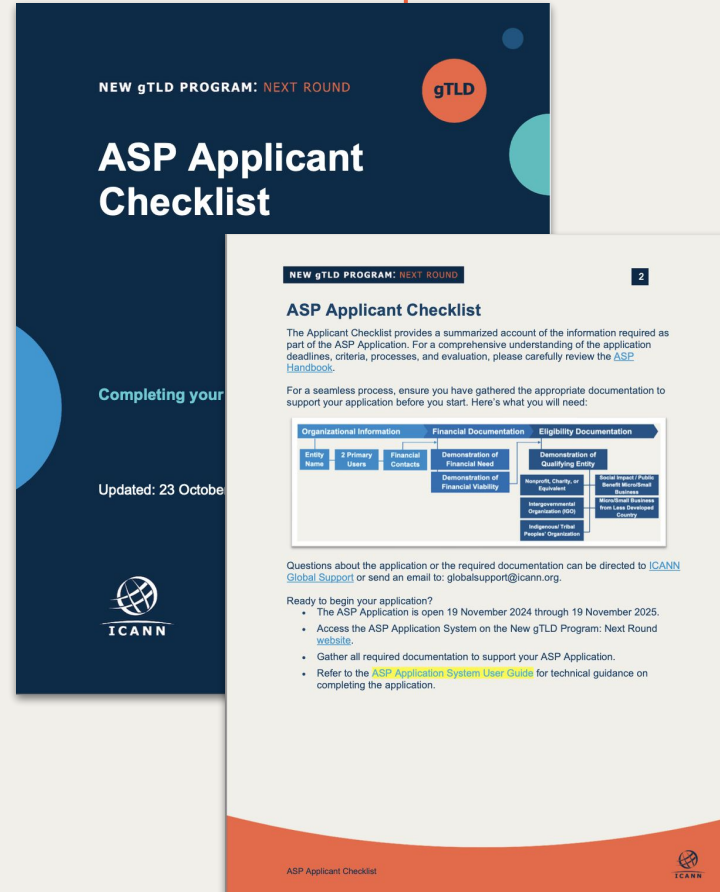 NEW gTLD PROGRAM: NEXT ROUND
gTLD
ASP Applicant
Checklist
Completing your
Updated: 23 Octobe
ICANN
NEW gTLD PROGRAM: NEXT ROUND
2
ASP Applicant Checklist
The Applicant Checklist provides a summarized account of the information required as
part of the ASP Application. For a comprehensive understanding of the application
deadlines, criteria, processes, and evaluation, please carefully review the ASP
Handbook.
For a seamless process, ensure you have gathered the appropriate documentation to
support your application before you start. Here's what you will need:
Organizational Information
Financial Documentation
Eligibility Documentation
Entity
Name
2 Primary
Users
Financial
Contacts
Demonstration of
Financial Need
Demonstration of
Financial Viability
Demonstration of
Qualifying Entity
Nonprofit, Charity, or
Equivalent
Intergovernmental
Organization (IGO)
Indigenous/ Tribal
Peoples' Organization
Social Impact / Public
Benefit Micro/Small
Business
Micro/Small Business
from Less Developed
Country
Questions about the application or the required documentation can be directed to ICANN
Global Support or send an email to: globalsupport@icann.org.
Ready to begin your application?
• The ASP Application is open 19 November 2024 through 19 November 2025.
• Access the ASP Application System on the New gTLD Program: Next Round
website.
• Gather all required documentation to support your ASP Application.
• Refer to the ASP Application System User Guide for technical guidance on
completing the application.
ASP Applicant Checklist
ICANN